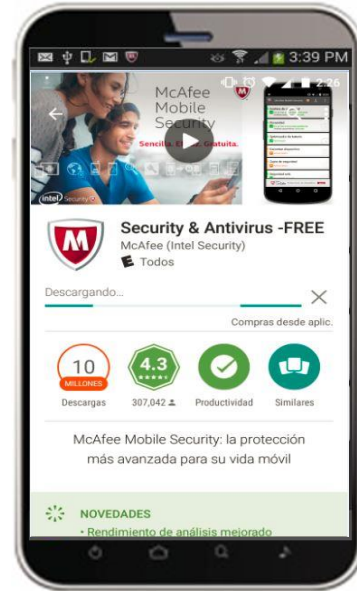 3:39 PM
2:26
McAfee
Mobile
Security
Sencilla. Eficaz. Gratuita.
intel Security
Security & Antivirus -FREE
McAfee (Intel Security)
E Todos
Descargando...
Compras desde aplic.
10
MILLONES
4.3
Descargas
307,042
Productividad
Similares
McAfee Mobile Security: la protección
más avanzada para su vida móvil
NOVEDADES
• Rendimiento de análisis mejorado